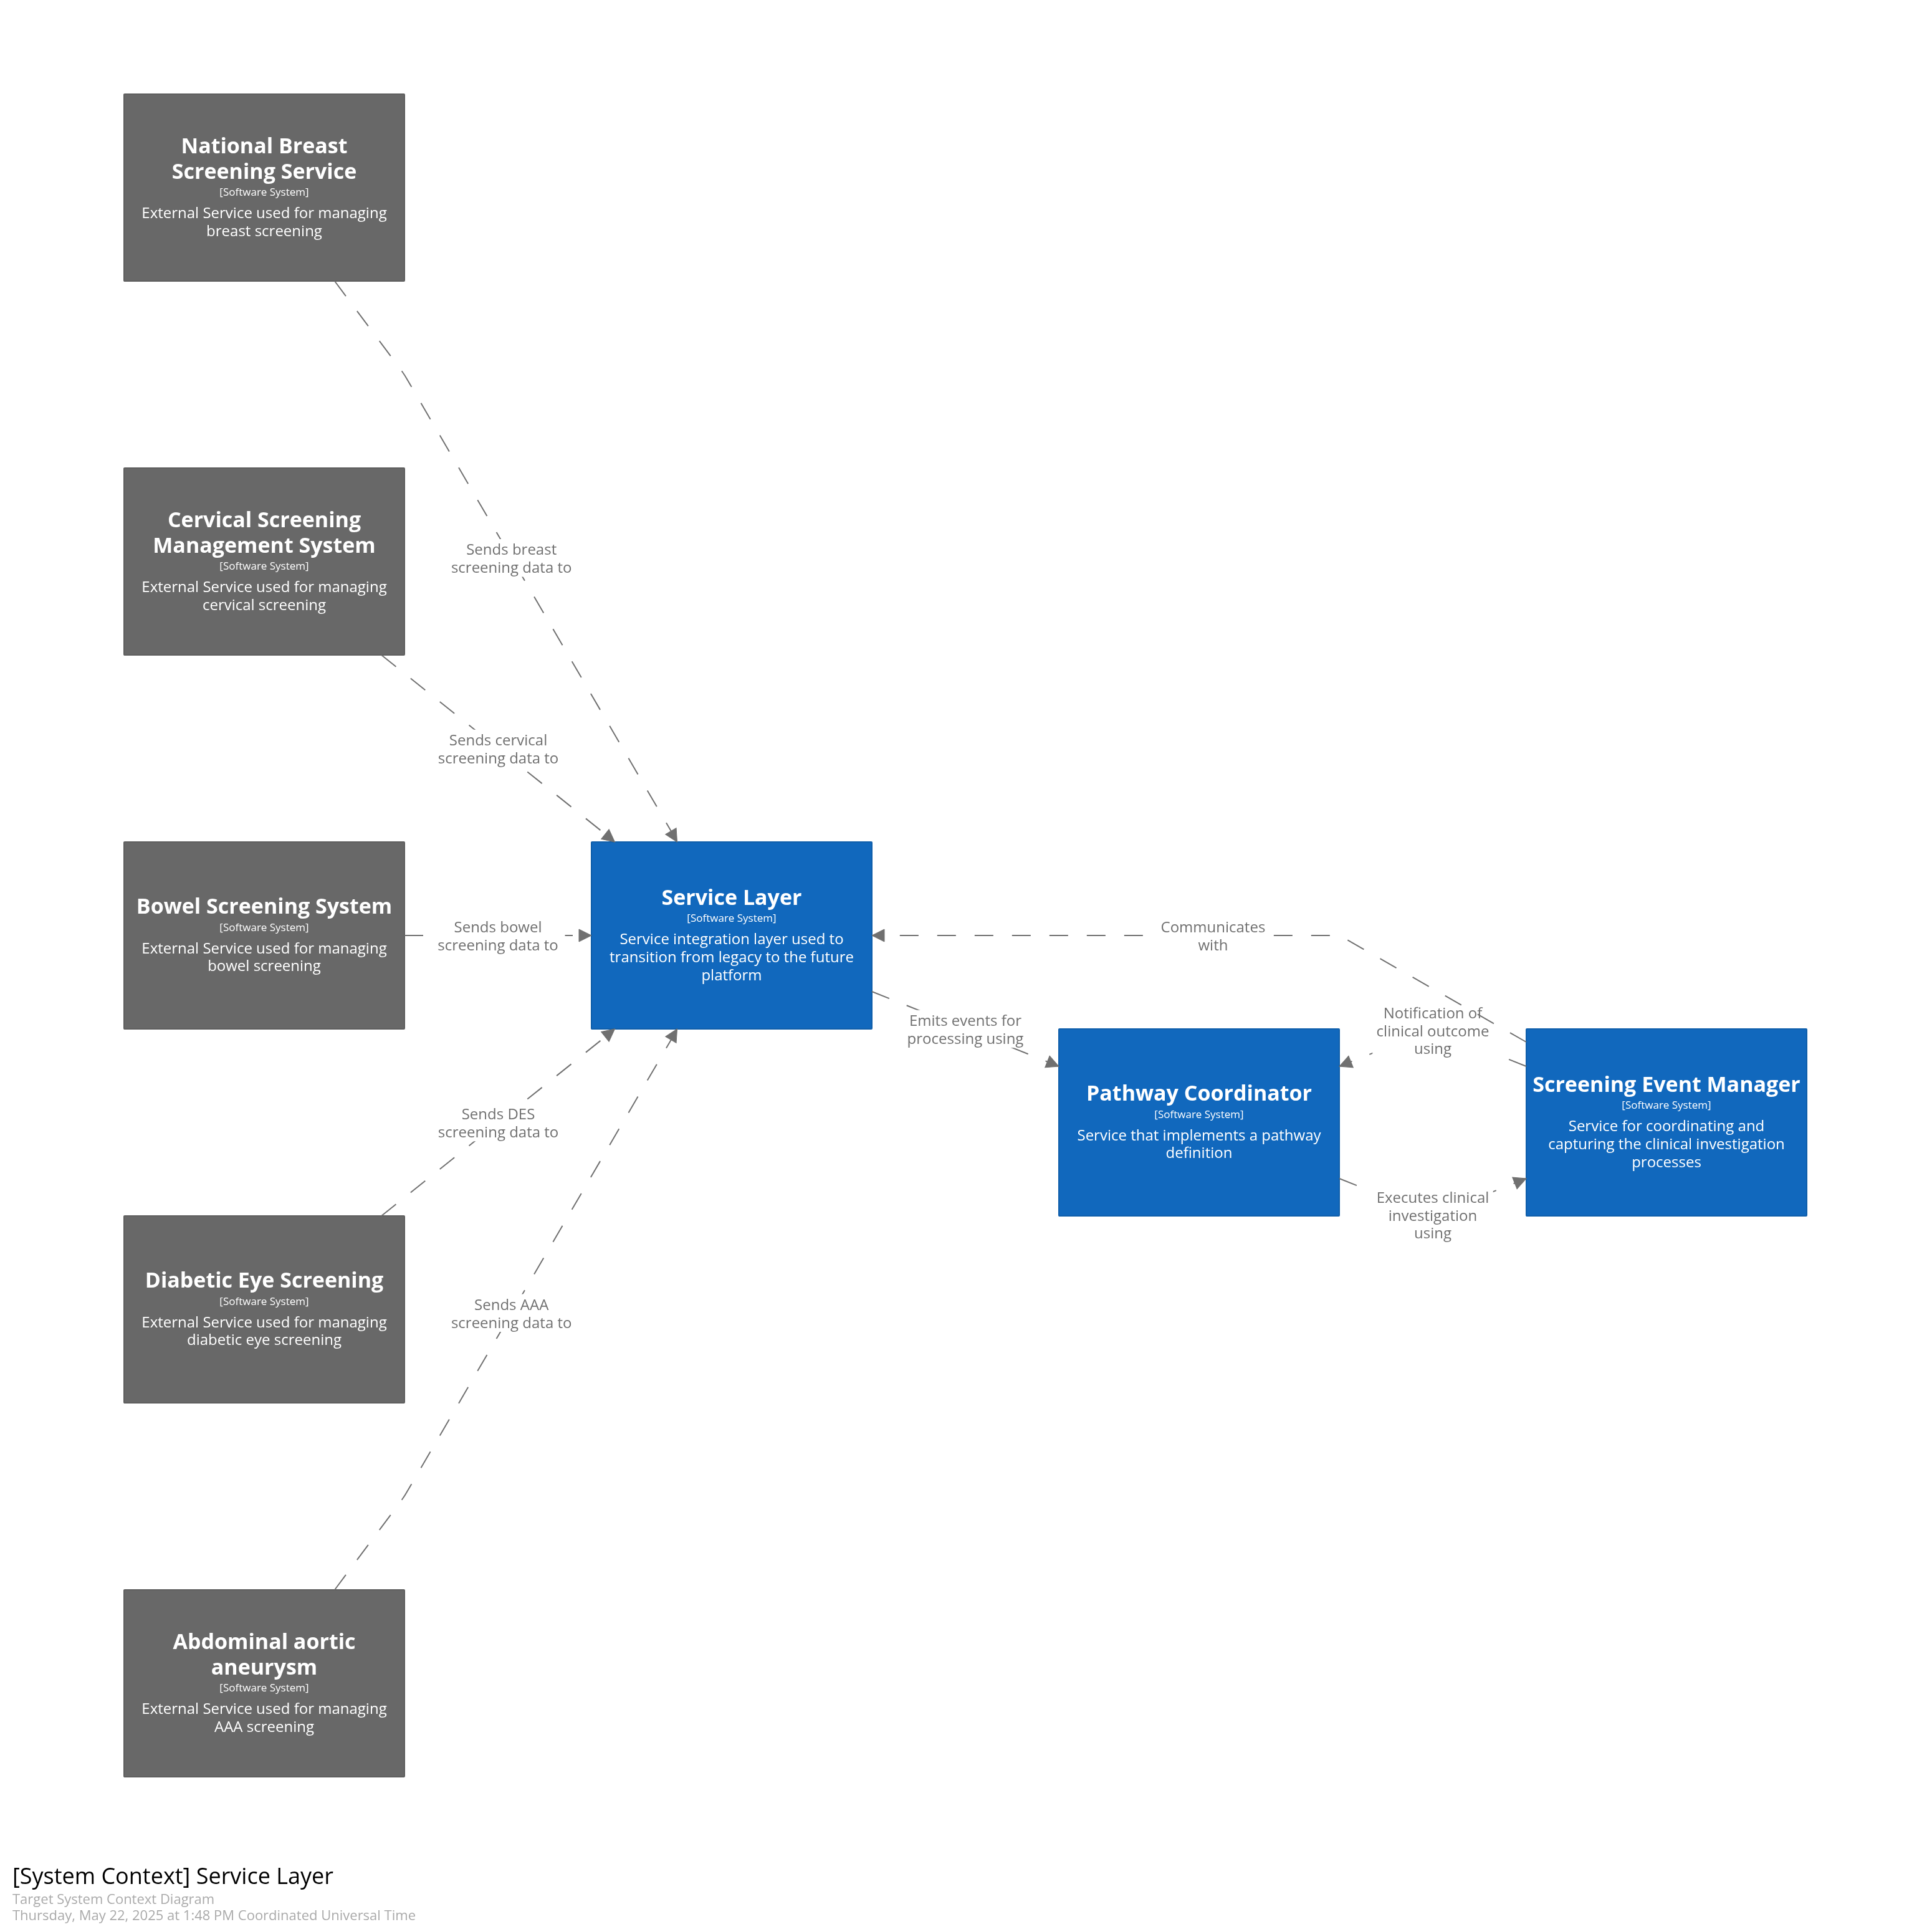 National Breast
Screening Service
[Software System]
External Service used for managing
breast screening
Cervical Screening
Management System
[Software System]
External Service used for managing
cervical screening
Sends breast
screening data to
Sends cervical
screening data to
Bowel Screening System
[Software System]
External Service used for managing
bowel screening
Sends bowel
screening data to
Service Layer
[Software System]
Service integration layer used to
transition from legacy to the future
platform
Communicates
with
Emits events for
processing using
Notification of
clinical outcome
using
Pathway Coordinator
[Software System]
Service that implements a pathway
definition
Screening Event Manager
[Software System]
Service for coordinating and
capturing the clinical investigation
processes
Executes clinical
investigation
using
Sends DES
screening data to
Diabetic Eye Screening
[Software System]
External Service used for managing
diabetic eye screening
Sends AAA
screening data to
Abdominal aortic
aneurysm
[Software System]
External Service used for managing
AAA screening
[System Context] Service Layer
Target System Context Diagram
Thursday, May 22, 2025 at 1:48 PM Coordinated Universal Time